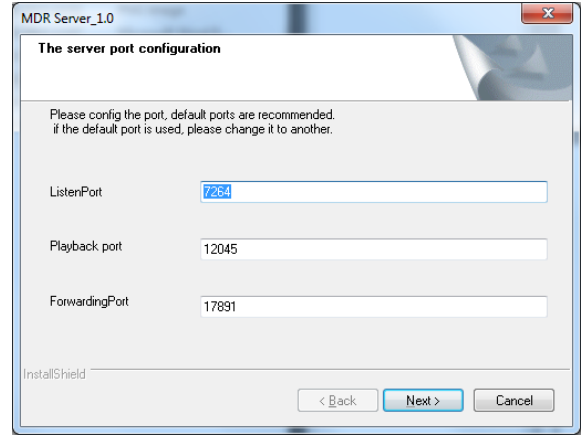 MDR Server_1.0
The server port configuration
Please config the port, default ports are recommended.
if the default port is used, please change it to another.
ListenPort
7264
Playback port
12045
ForwardingPort
17891
InstallShield
< Back
Next >
Cancel